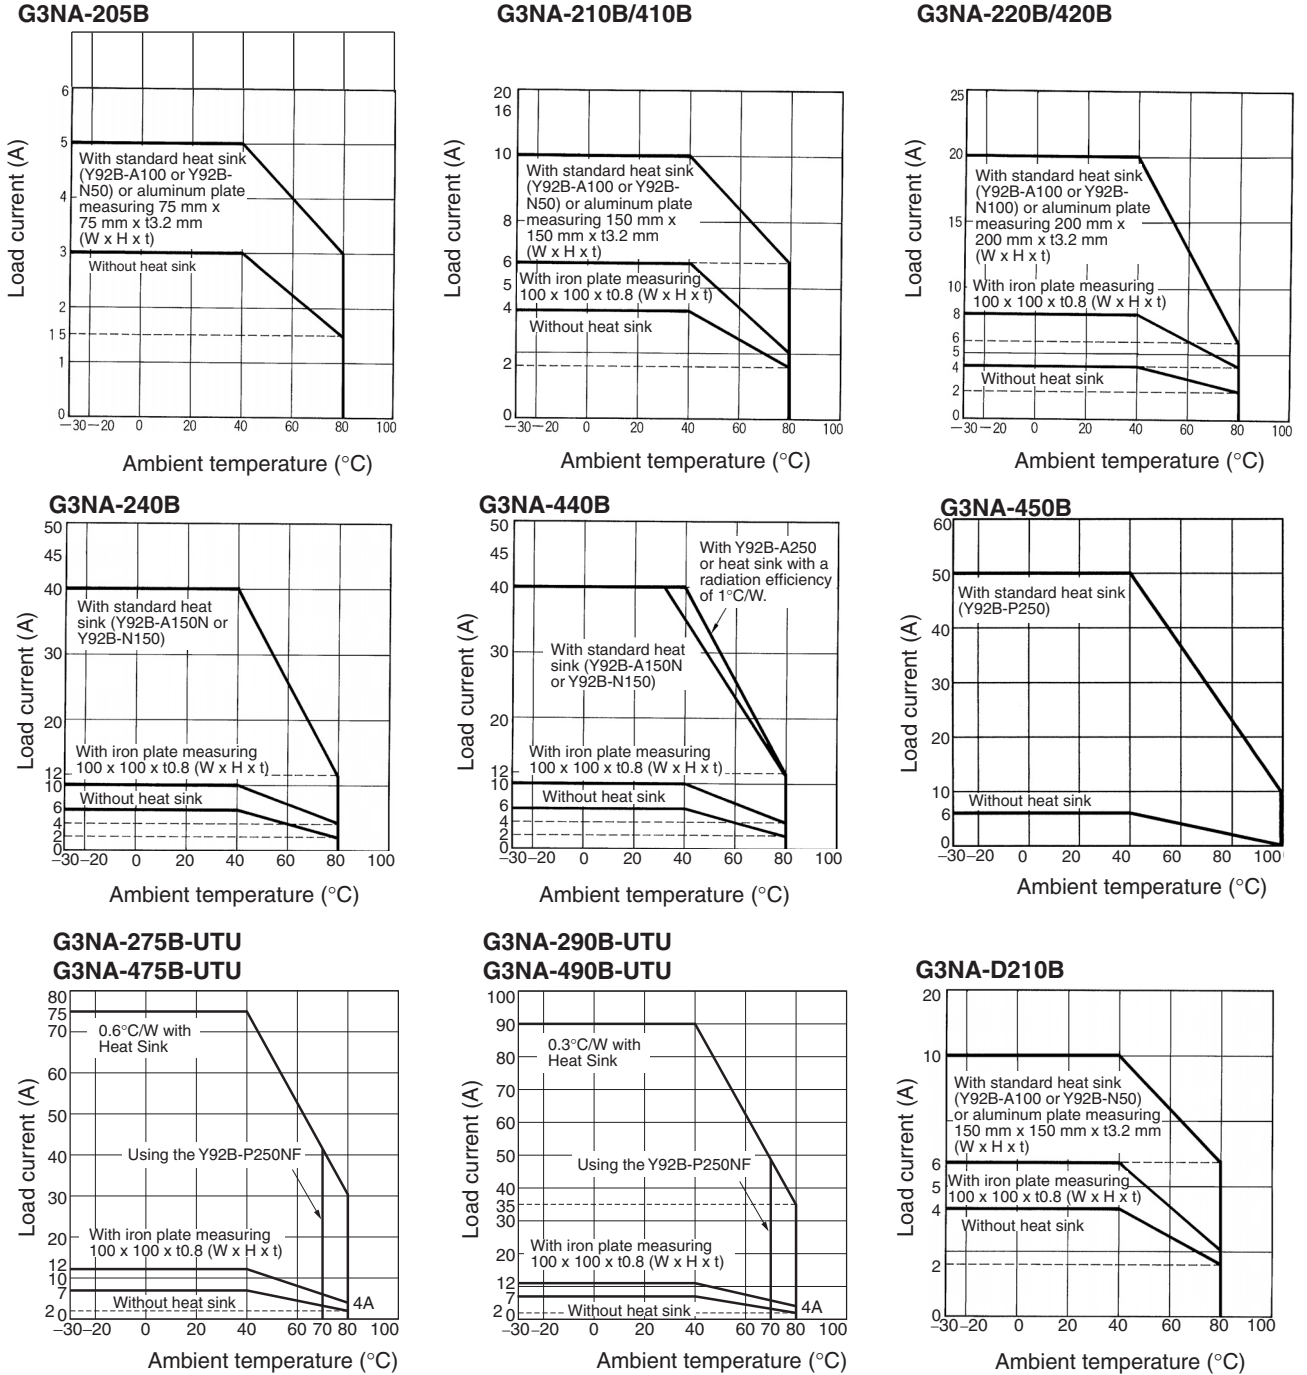 G3NA-205B
6
5
4
3
2
1 5
1
0
Load current (A)
With standard heat sink
(Y92B-A100 or Y92B-
N50) or aluminum plate
measuring 75 mm x
75 mm x t3.2 mm
(W x H x t)
Without heat sink
−30−20 0 20 40 60 80 100
Ambient temperature (°C)
G3NA-210B/410B
20
16
10
8
6
4
2
0
Load current (A)
With standard heat sink
(Y92B-A100 or Y92B-
N50) or aluminum plate
measuring 150 mm x
150 mm x t3.2 mm
(W x H x t)
With iron plate measuring
100 x 100 x t0.8 (W x H x t)
Without heat sink
−30−20 0 20 40 60 80 100
Ambient temperature (°C)
G3NA-220B/420B
25
20
15
10
8
6
5
4
2
0
Load current (A)
With standard heat sink
(Y92B-A100 or Y92B-
N100) or aluminum plate
measuring 200 mm x
200 mm x t3.2 mm
(W x H x t)
With iron plate measuring
100 x 100 x t0.8 (W x H x t)
Without heat sink
−30−20 0 20 40 60 80 100
Ambient temperature (°C)
G3NA-240B
50
45
40
30
20
12
10
6
4
2
0
Load current (A)
With standard heat
sink (Y92B-A150N or
Y92B-N150)
With iron plate measuring
100 x 100 x t0.8 (W x H x t)
Without heat sink
−30−20 0 20 40 60 80 100
Ambient temperature (°C)
G3NA-440B
50
45
40
30
20
12
10
6
4
2
0
Load current (A)
With Y92B-A250
or heat sink with a
radiation efficiency
of 1°C/W.
With standard heat
sink (Y92B-A150N
or Y92B-N150)
With iron plate measuring
100 x 100 x t0.8 (W x H x t)
Without heat sink
−30−20 0 20 40 60 80 100
Ambient temperature (°C)
G3NA-450B
60
50
40
30
20
10
6
0
Load current (A)
With standard heat sink
(Y92B-P250)
Without heat sink
−30−20 0 20 40 60 80 100
Ambient temperature (°C)
G3NA-275B-UTU
G3NA-475B-UTU
80
75
70
60
50
40
30
20
12
10
7
2 0
Load current (A)
0.6°C/W with
Heat Sink
Using the Y92B-P250NF
With iron plate measuring
100 x 100 x t0.8 (W x H x t)
Without heat sink
4A
−30−20 0 20 40 60 70 80 100
Ambient temperature (°C)
G3NA-290B-UTU
G3NA-490B-UTU
100
90
80
70
60
50
40
35
30
20
12
7
2 0
Load current (A)
0.3°C/W with
Heat Sink
Using the Y92B-P250NF
With iron plate measuring
100 x 100 x t0.8 (W x H x t)
Without heat sink
4A
−30−20 0 20 40 60 70 80 100
Ambient temperature (°C)
G3NA-D210B
20
10
6
5
4
2
0
Load current (A)
With standard heat sink
(Y92B-A100 or Y92B-N50)
or aluminum plate measuring
150 mm x 150 mm x t3.2 mm
(W x H x t)
With iron plate measuring
100 x 100 x t0.8 (W x H x t)
Without heat sink
−30−20 0 20 40 60 80 100
Ambient temperature (°C)